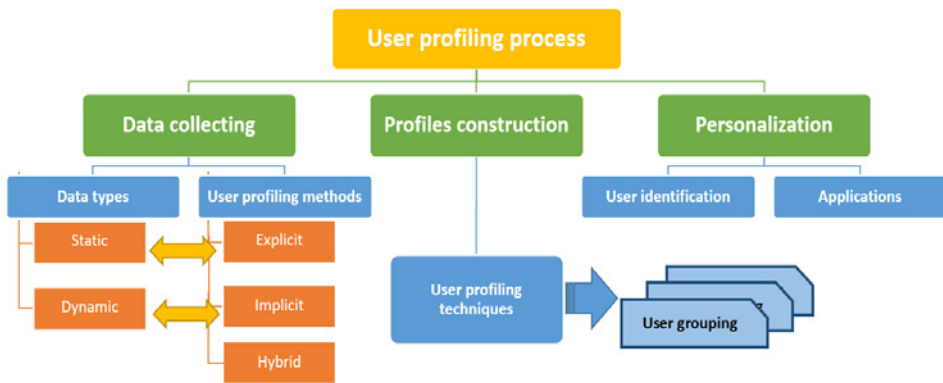 User profiling process
Data collecting
Profiles construction
Personalization
Data types
User profiling methods
User identification
Applications
Static
Explicit
Dynamic
Implicit
Hybrid
User profiling
techniques
User grouping